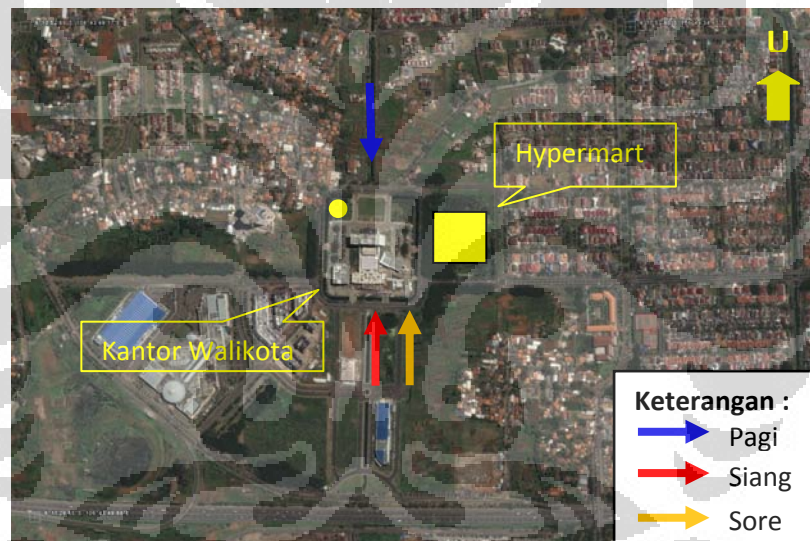 U
Hypermart
Kantor Walikota
Keterangan :
Pagi
Siang
Sore